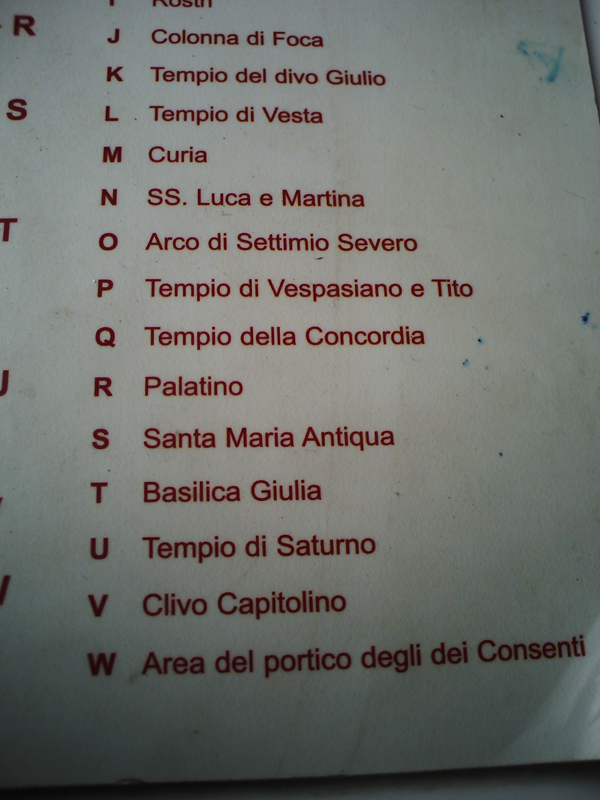 Rostri
R
J Colonna di Foca
K Tempio del divo Giulio
S
L Tempio di Vesta
M Curia
N SS. Luca e Martina
T
O Arco di Settimio Severo
P Tempio di Vespasiano e Tito
Q Tempio della Concordia
U
R Palatino
S Santa Maria Antiqua
T Basilica Giulia
U Tempio di Saturno
V Clivo Capitolino
W Area del portico degli dei Consenti